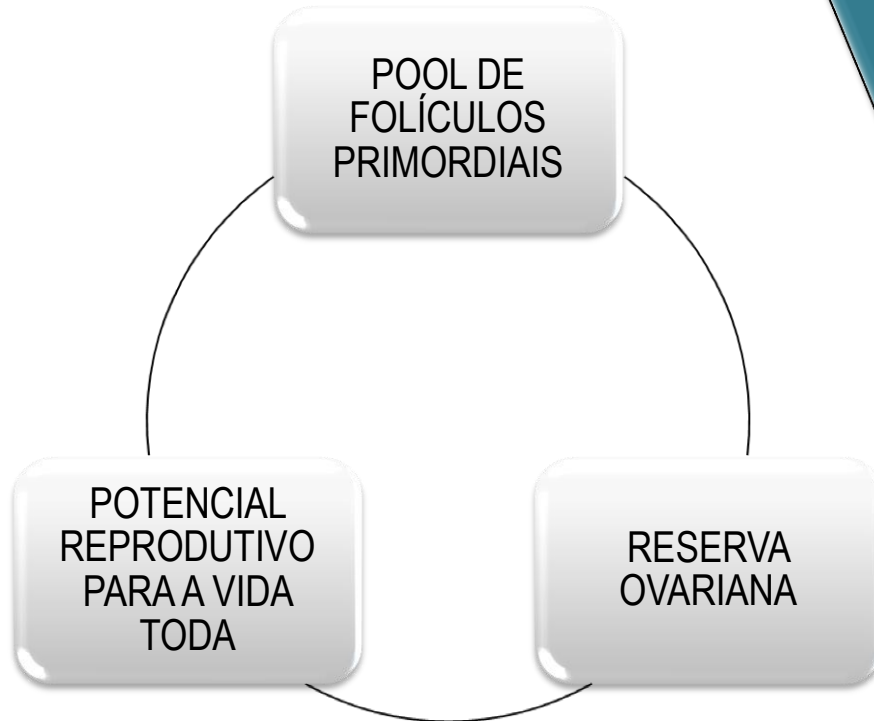 POOL DE
FOLÍCULOS
PRIMORDIAIS
POTENCIAL
REPRODUTIVO
PARA A VIDA
TODA
RESERVA
OVARIANA